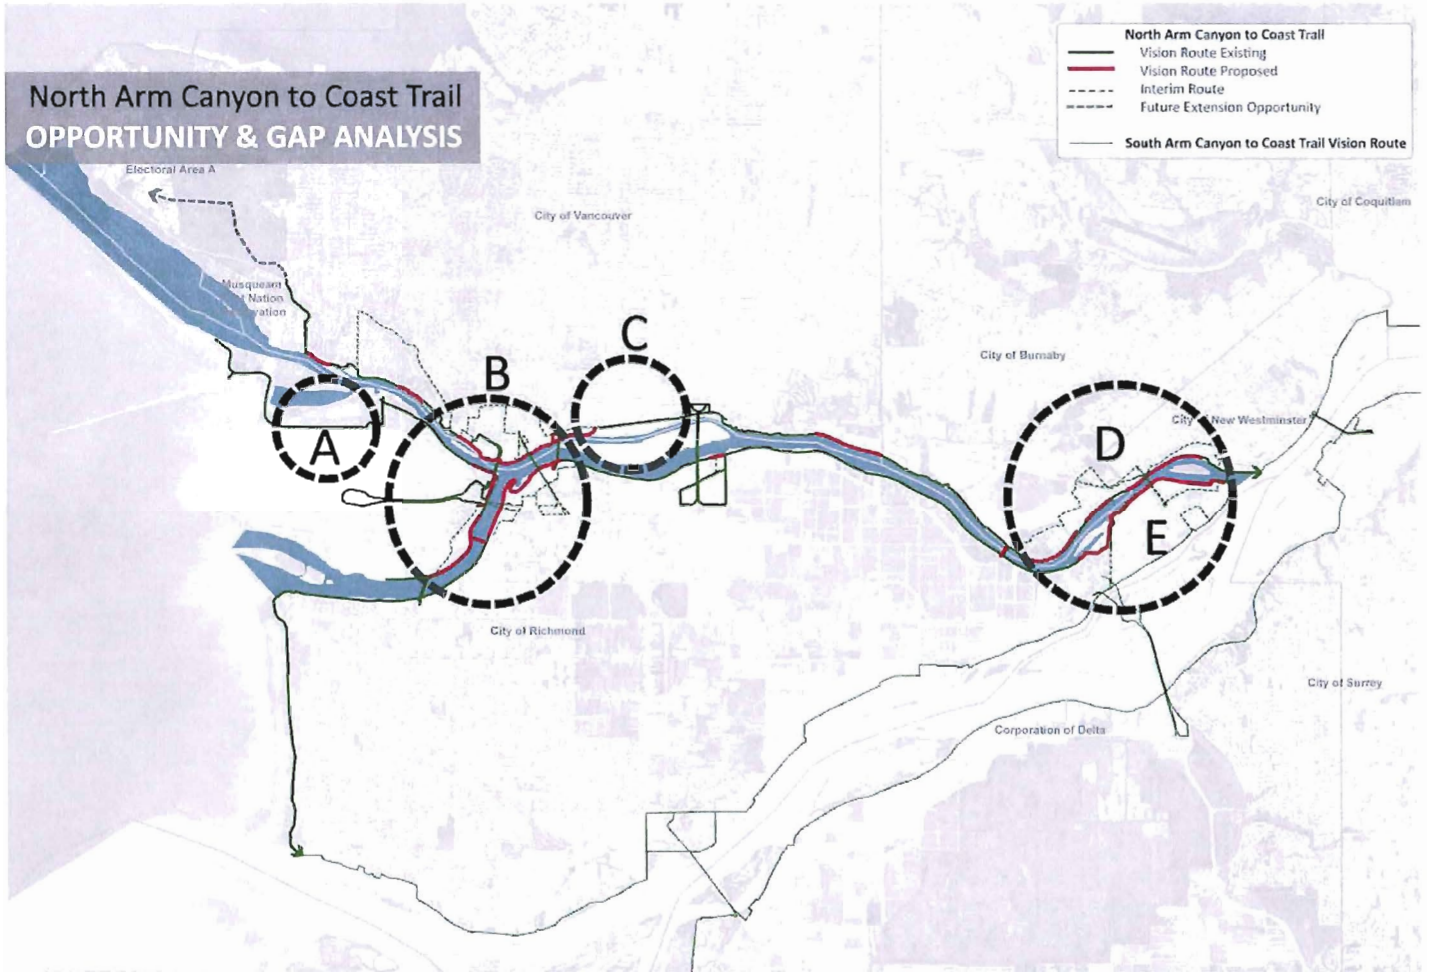 North Arm Canyon to Coast Trail
OPPORTUNITY & GAP ANALYSIS
North Arm Canyon to Coast Trail
Vision Route Existing
Vision Route Proposed
Interim Route
Future Extension Opportunity
South Arm Canyon to Coast Trail Vision Route
Electoral Area A
City of Vancouver
City of Coquitlam
Musqueam
Nation
C
B
City of Burnaby
City of New Westminster
A
D
E
City of Richmond
City of Surrey
Corporation of Delta